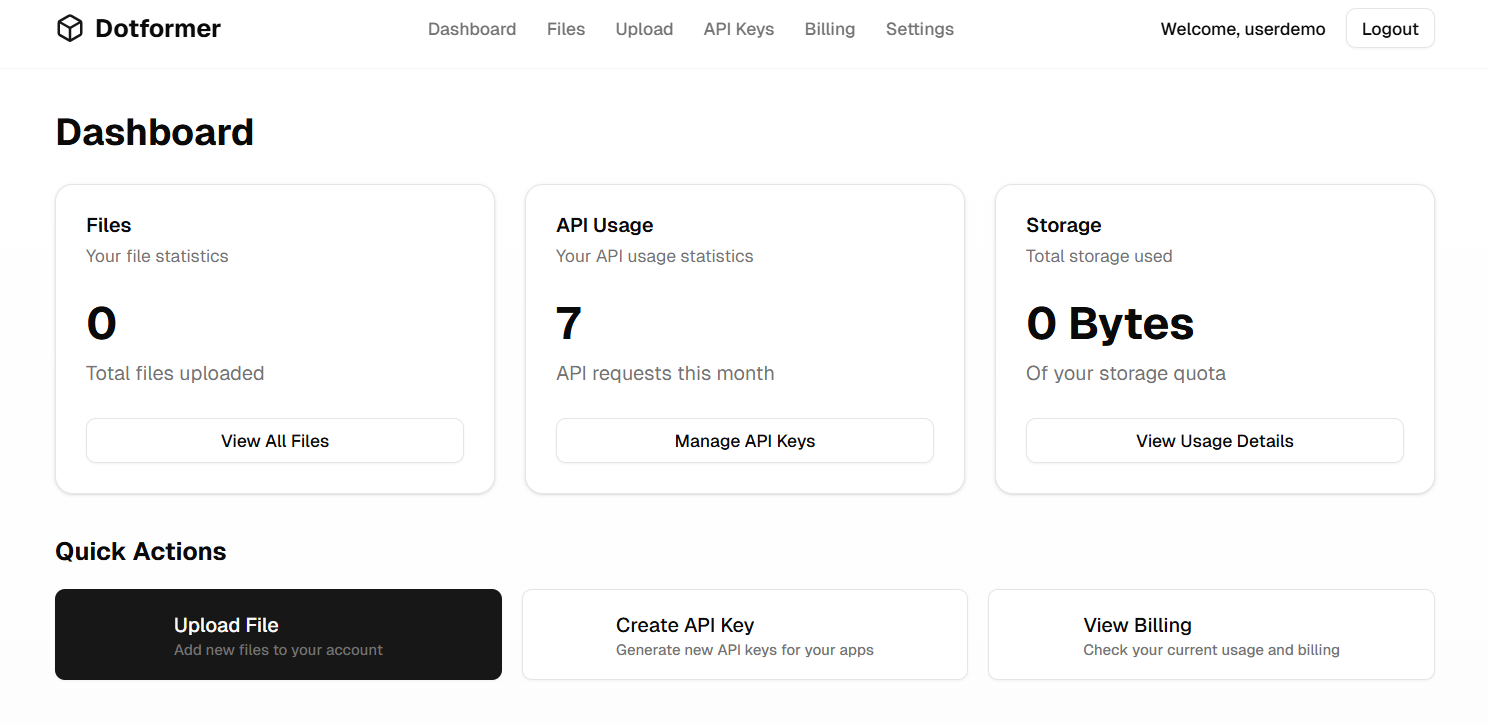 Dotformer
Dashboard Files Upload API Keys Billing Settings
Welcome, userdemo
Logout
Dashboard
Files
Your file statistics
0
Total files uploaded
View All Files
API Usage
Your API usage statistics
7
API requests this month
Manage API Keys
Storage
Total storage used
0 Bytes
Of your storage quota
View Usage Details
Quick Actions
Upload File
Add new files to your account
Create API Key
Generate new API keys for your apps
View Billing
Check your current usage and billing